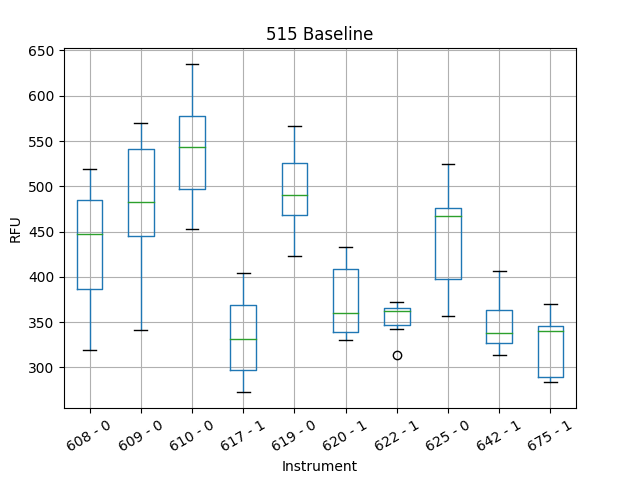 515 Baseline
650
600
550
500
450
400
350
300
RFU
608 - 0
609 - 0
610 - 0
617 - 1
619 - 0
620 - 1
622 - 1
625 - 0
642 - 1
675 - 1
Instrument